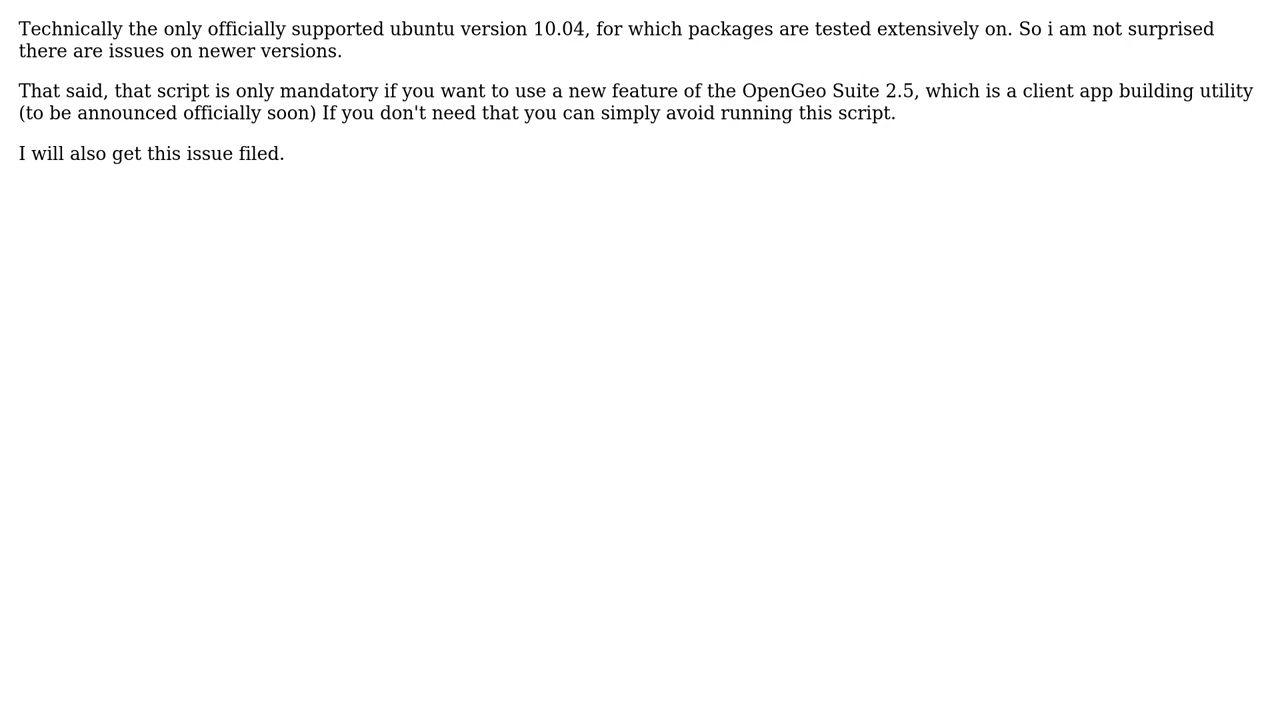 Technically the only officially supported ubuntu version 10.04, for which packages are tested extensively on. So i am not surprised
there are issues on newer versions.
That said, that script is only mandatory if you want to use a new feature of the OpenGeo Suite 2.5, which is a client app building utility
(to be announced officially soon) If you don't need that you can simply avoid running this script.
I will also get this issue filed.